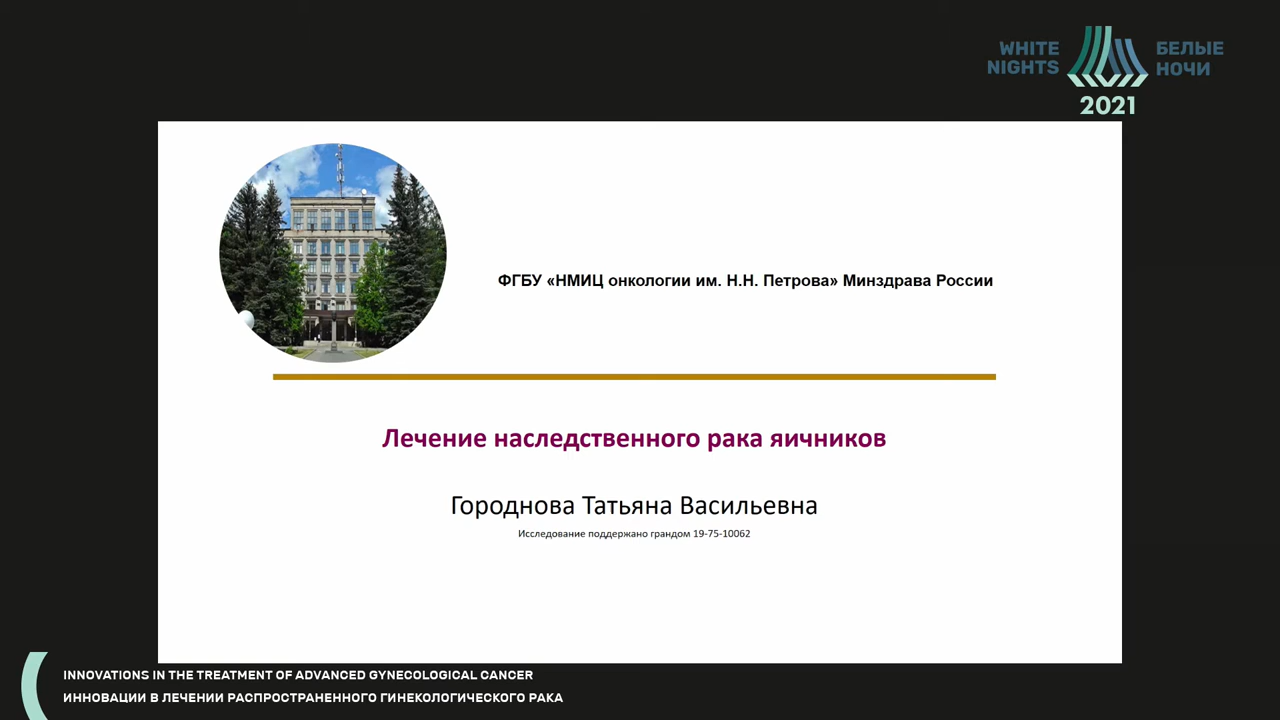 WHITE NIGHTS
БЕЛЫЕ НОЧИ
2021
ФГБУ «НМИЦ онкологии им. Н.Н. Петрова» Минздрава России
Лечение наследственного рака яичников
Городнова Татьяна Васильевна
Исследование поддержано грандом 19-75-10062
INNOVATIONS IN THE TREATMENT OF ADVANCED GYNECOLOGICAL CANCER
ИННОВАЦИИ В ЛЕЧЕНИИ РАСПРОСТРАНЕННОГО ГИНЕКОЛОГИЧЕСКОГО РАКА